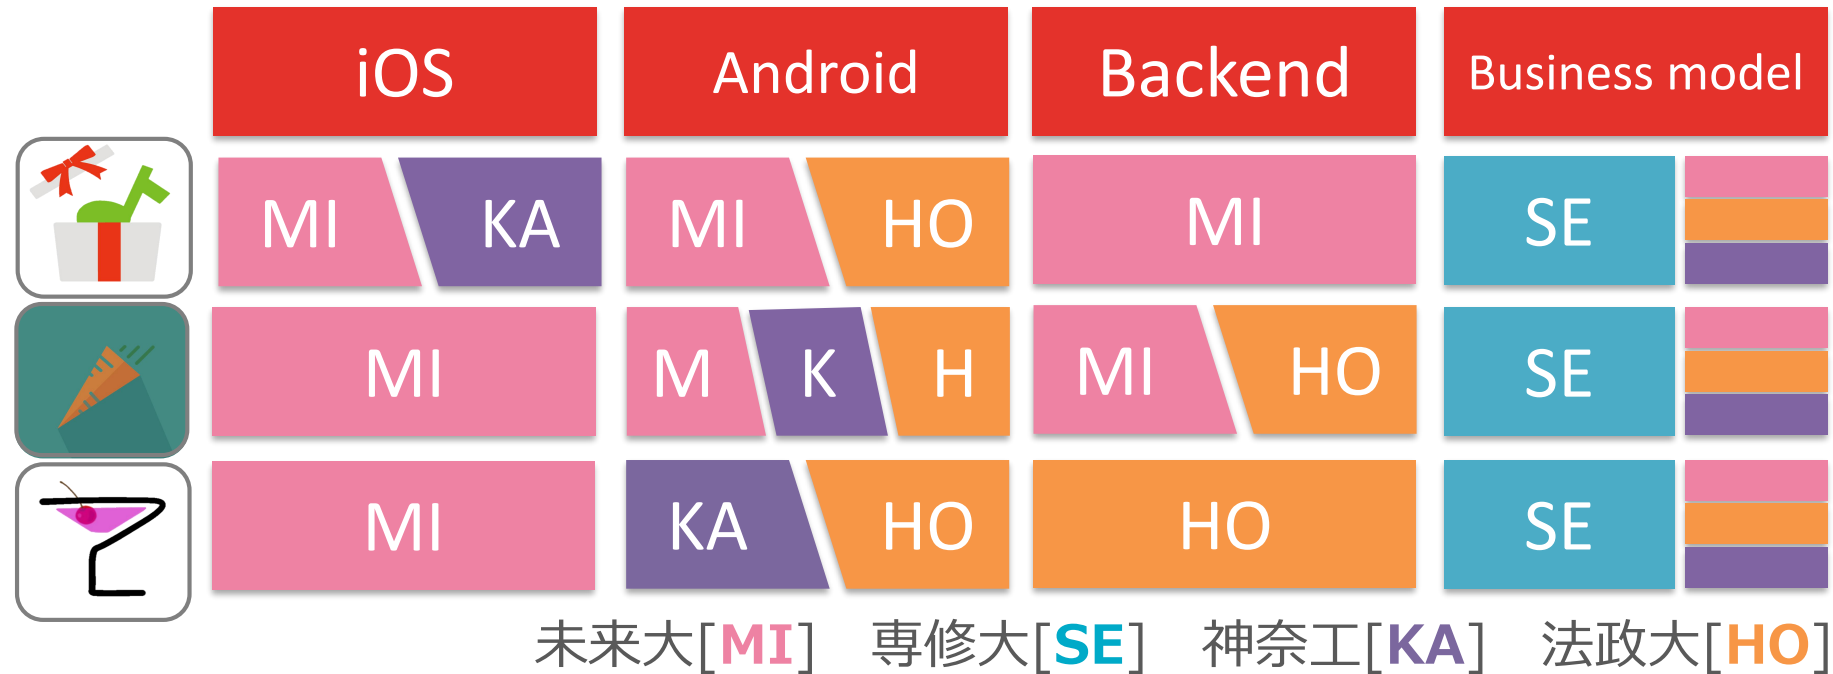 iOS Android Backend Business model
MI KA MI HO MI SE
MI M K H MI HO SE
MI KA HO HO SE
未来大[MI] 専修大[SE] 神奈工[KA] 法政大[HO]